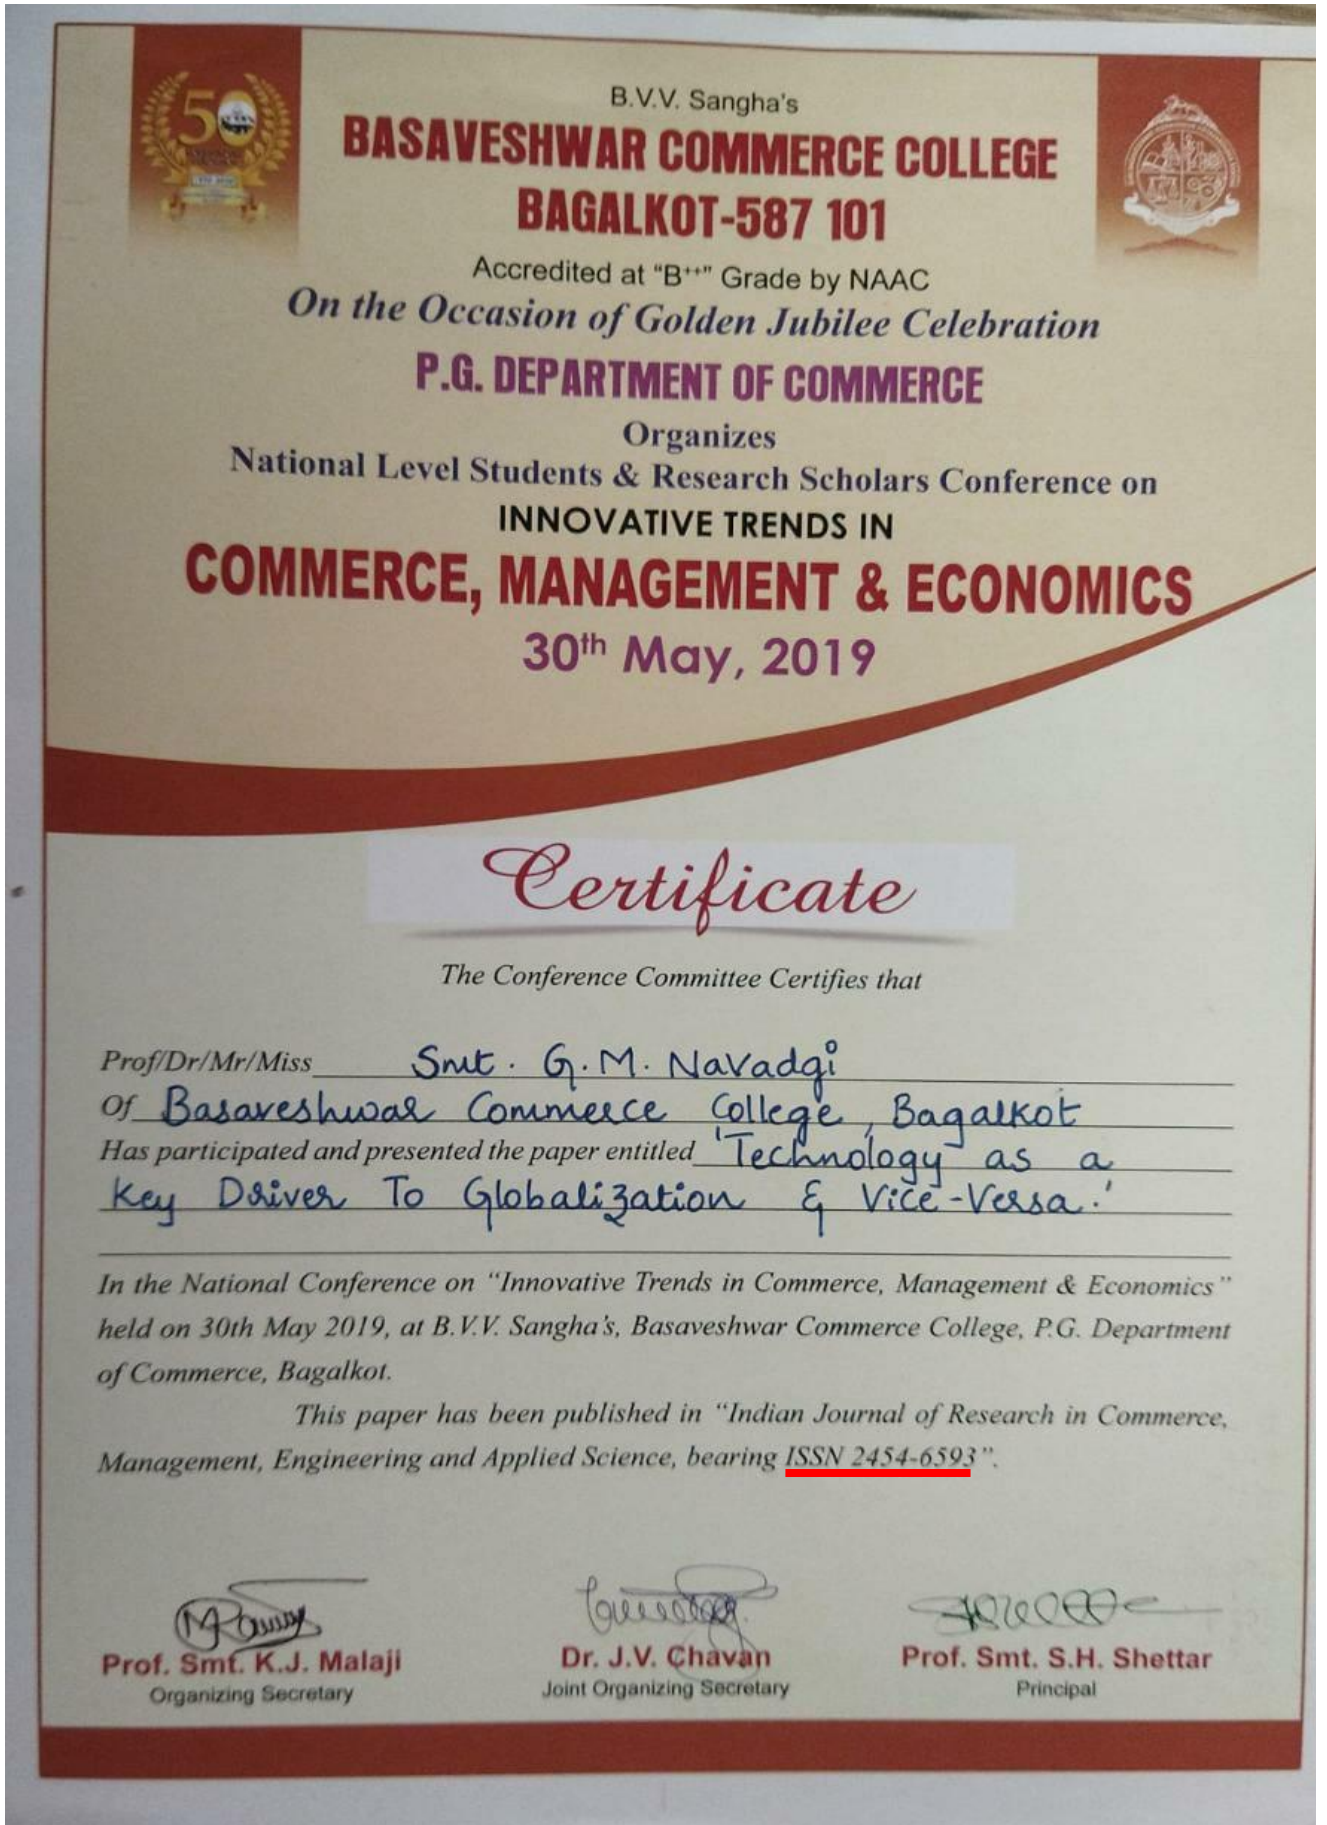 50
B.V.V. Sangha's
BASAVESHWAR COMMERCE COLLEGE
BAGALKOT-587 101
Accredited at "B++" Grade by NAAC
On the Occasion of Golden Jubilee Celebration
P.G. DEPARTMENT OF COMMERCE
Organizes
National Level Students & Research Scholars Conference on
INNOVATIVE TRENDS IN
COMMERCE, MANAGEMENT & ECONOMICS
30th May, 2019
Certificate
The Conference Committee Certifies that
Prof/Dr/Mr/Miss Smt. G.M. Navadgi
Of Basaveshwar Commerce College, Bagalkot
Has participated and presented the paper entitled 'Technology as a
Key Driver To Globalization & Vice-Versa.'
In the National Conference on "Innovative Trends in Commerce, Management & Economics"
held on 30th May 2019, at B.V.V. Sangha's, Basaveshwar Commerce College, P.G. Department
of Commerce, Bagalkot.
This paper has been published in "Indian Journal of Research in Commerce,
Management, Engineering and Applied Science, bearing ISSN 2454-6593".
Prof. Smt. K.J. Malaji
Organizing Secretary
Dr. J.V. Chavan
Joint Organizing Secretary
Prof. Smt. S.H. Shettar
Principal